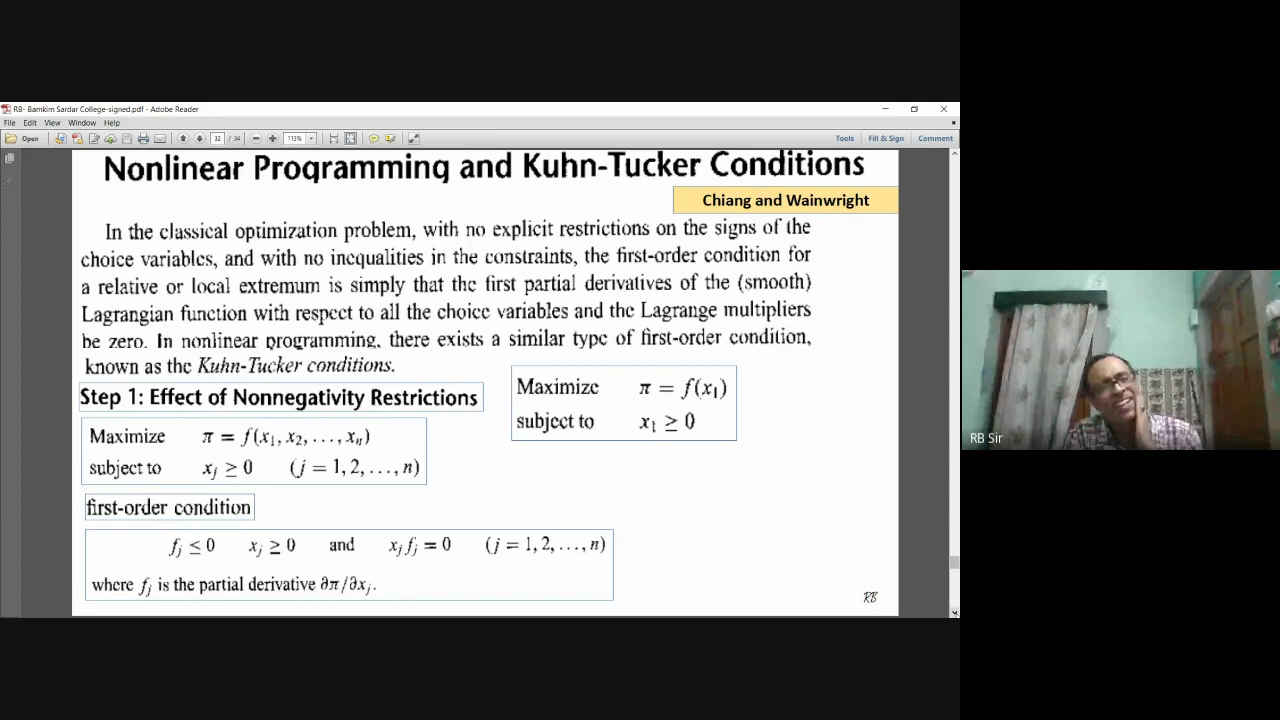 RB- Bamkim Sardar College-signed.pdf - Adobe Reader
File Edit View Window Help
Open 32 / 34 113% Tools Fill & Sign Comment
Nonlinear Programming and Kuhn-Tucker Conditions
Chiang and Wainwright
In the classical optimization problem, with no explicit restrictions on the signs of the
choice variables, and with no inequalities in the constraints, the first-order condition for
a relative or local extremum is simply that the first partial derivatives of the (smooth)
Lagrangian function with respect to all the choice variables and the Lagrange multipliers
be zero. In nonlinear programming, there exists a similar type of first-order condition,
known as the Kuhn-Tucker conditions.
Step 1: Effect of Nonnegativity Restrictions
Maximize π = f(x₁)
subject to x₁ ≥ 0
Maximize π = f(x₁, x₂, . . . , xₙ)
subject to xⱼ ≥ 0 (j = 1, 2, . . . , n)
first-order condition
fⱼ ≤ 0 xⱼ ≥ 0 and xⱼ fⱼ = 0 (j = 1, 2, . . . , n)
where fⱼ is the partial derivative ∂π/∂xⱼ.
RB
RB Sir